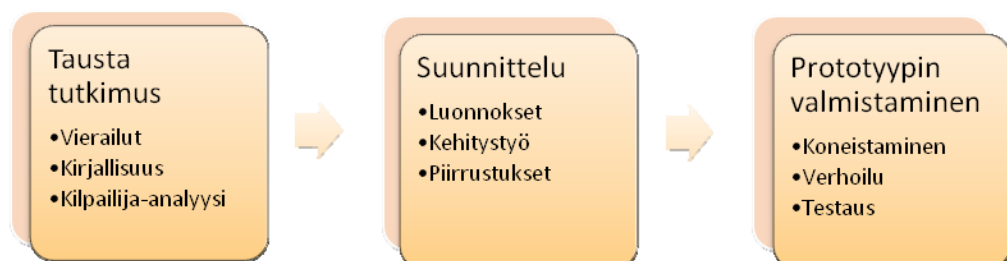 Tausta
tutkimus
•Vierailut
•Kirjallisuus
•Kilpailija-analyysi
Suunnittelu
•Luonnokset
•Kehitystyö
•Piirrustukset
Prototyypin
valmistaminen
•Koneistaminen
•Verhoilu
•Testaus